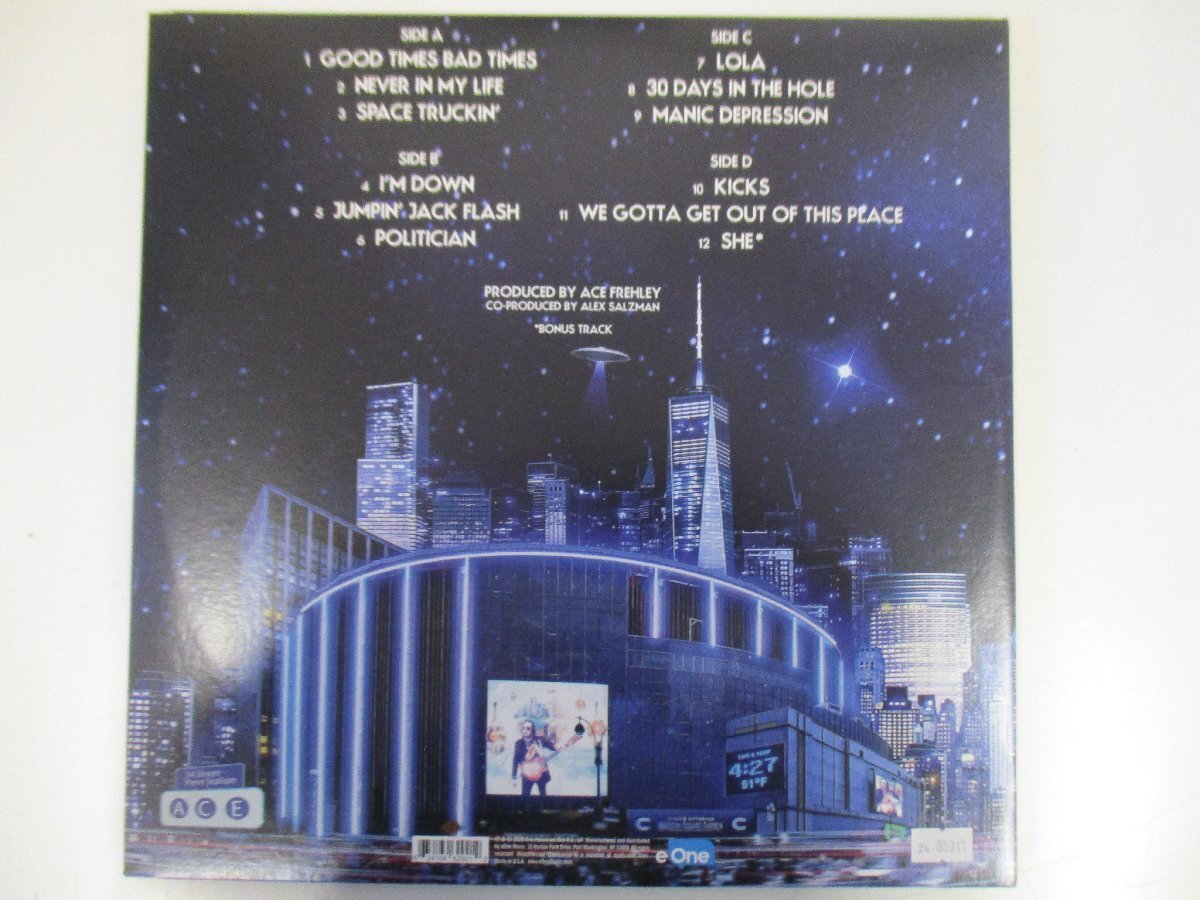 SIDE A
1 GOOD TIMES BAD TIMES
2 NEVER IN MY LIFE
3 SPACE TRUCKIN'
SIDE B
4 I'M DOWN
5 JUMPIN' JACK FLASH
6 POLITICIAN
SIDE C
7 LOLA
8 30 DAYS IN THE HOLE
9 MANIC DEPRESSION
SIDE D
10 KICKS
11 WE GOTTA GET OUT OF THIS PLACE
12 SHE*
PRODUCED BY ACE FREHLEY
CO-PRODUCED BY ALEX SALZMAN
*BONUS TRACK
TIME & TEMP
4:27
51°F
A C E
eOne